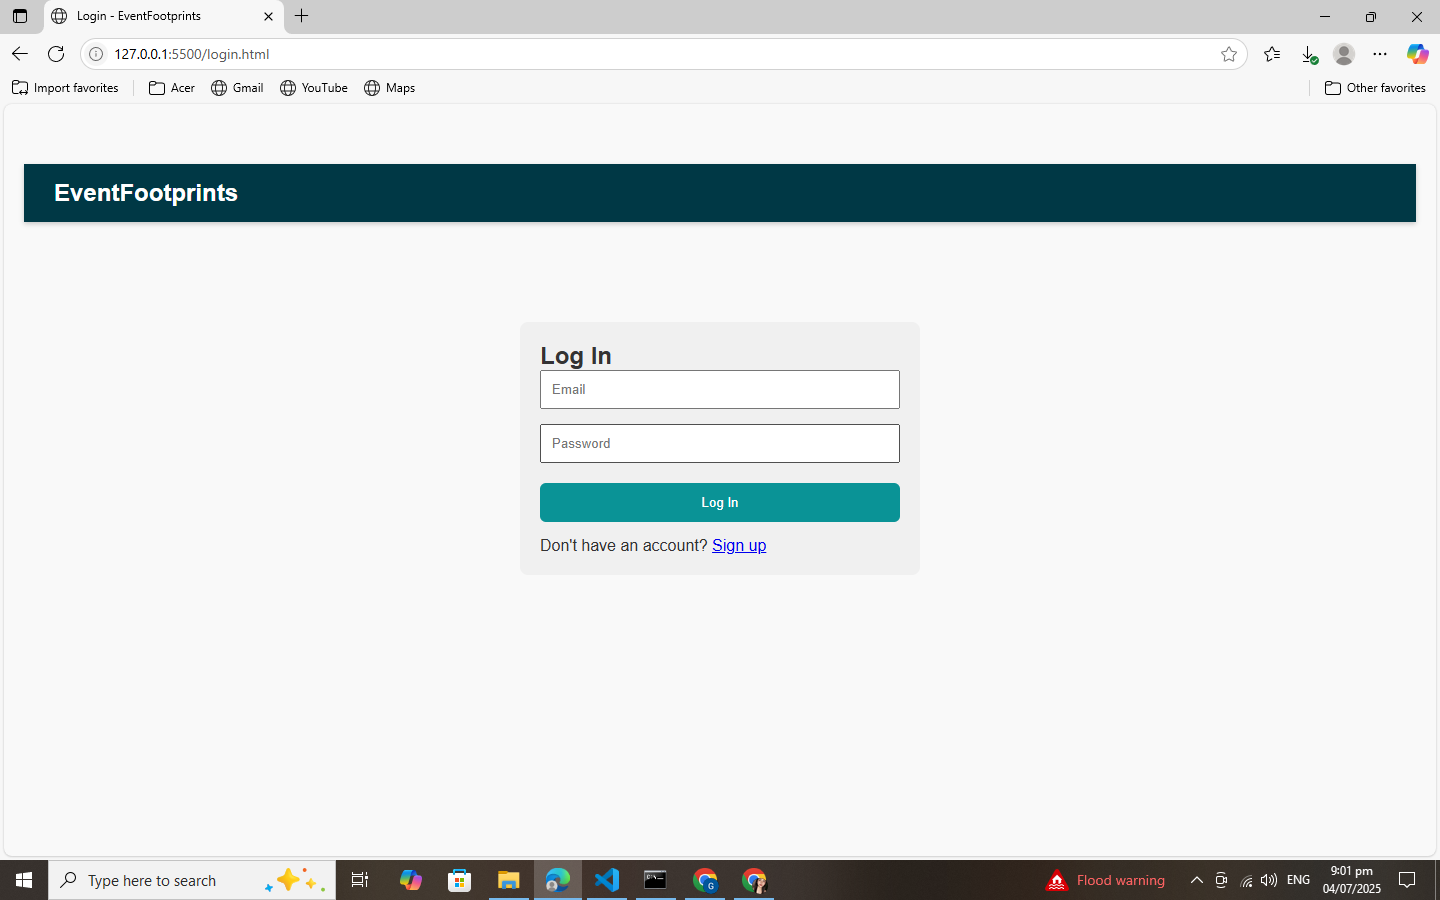 Login - EventFootprints
127.0.0.1:5500/login.html
Import favorites
Acer
Gmail
YouTube
Maps
Other favorites
EventFootprints
Log In
Email
Password
Log In
Don't have an account? Sign up
Type here to search
G
Flood warning
ENG
9:01 pm
04/07/2025